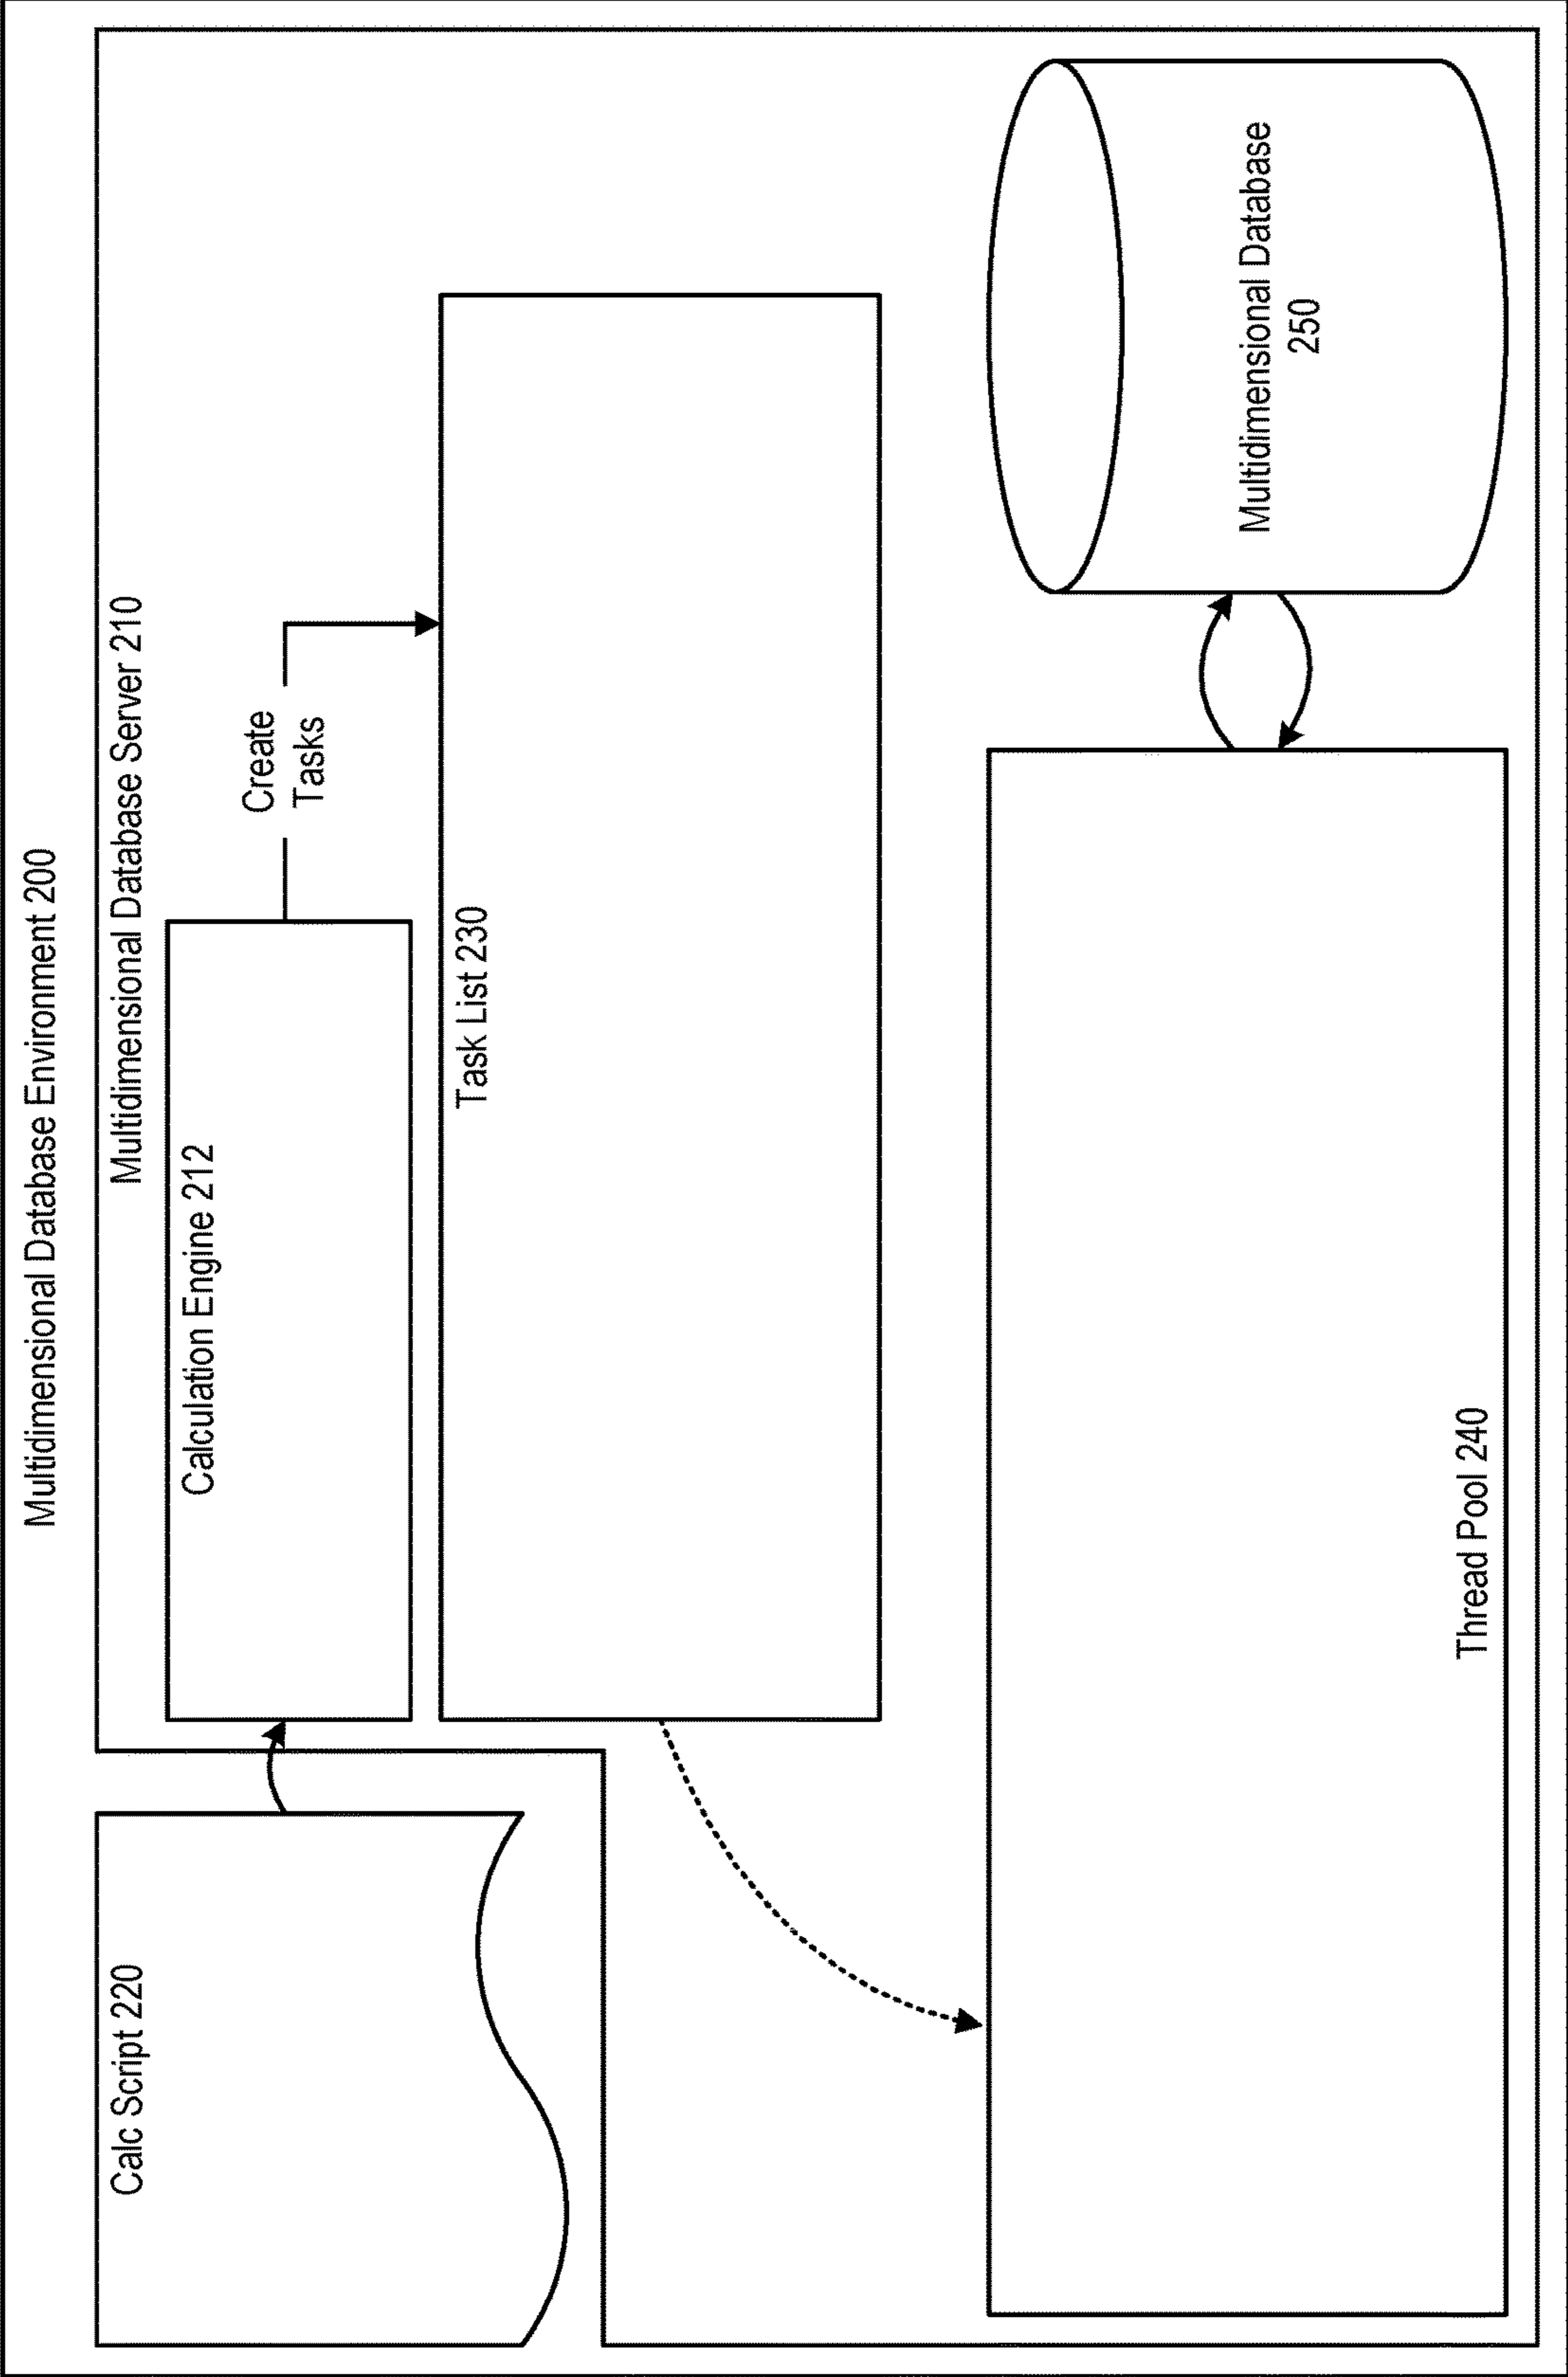 Multidimensional Database Environment 200
Multidimensional Database Server 210
Calc Script 220
Calculation Engine 212
Create
Tasks
Task List 230
Multidimensional Database
250
Thread Pool 240